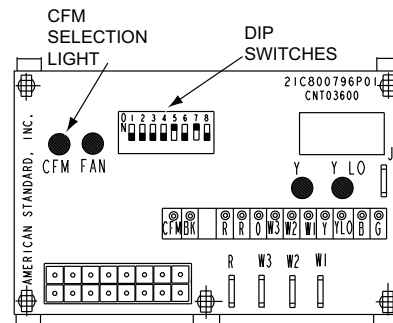 CFM
SELECTION
LIGHT
DIP
SWITCHES
21C800796P01
CNT03600
O
N
1 2 3 4 5 6 7 8
CFM FAN
Y Y LO
J
AMERICAN STANDARD, INC.
CFM BK R R O W3 W2 W1 Y YLO B G
R W3 W2 W1